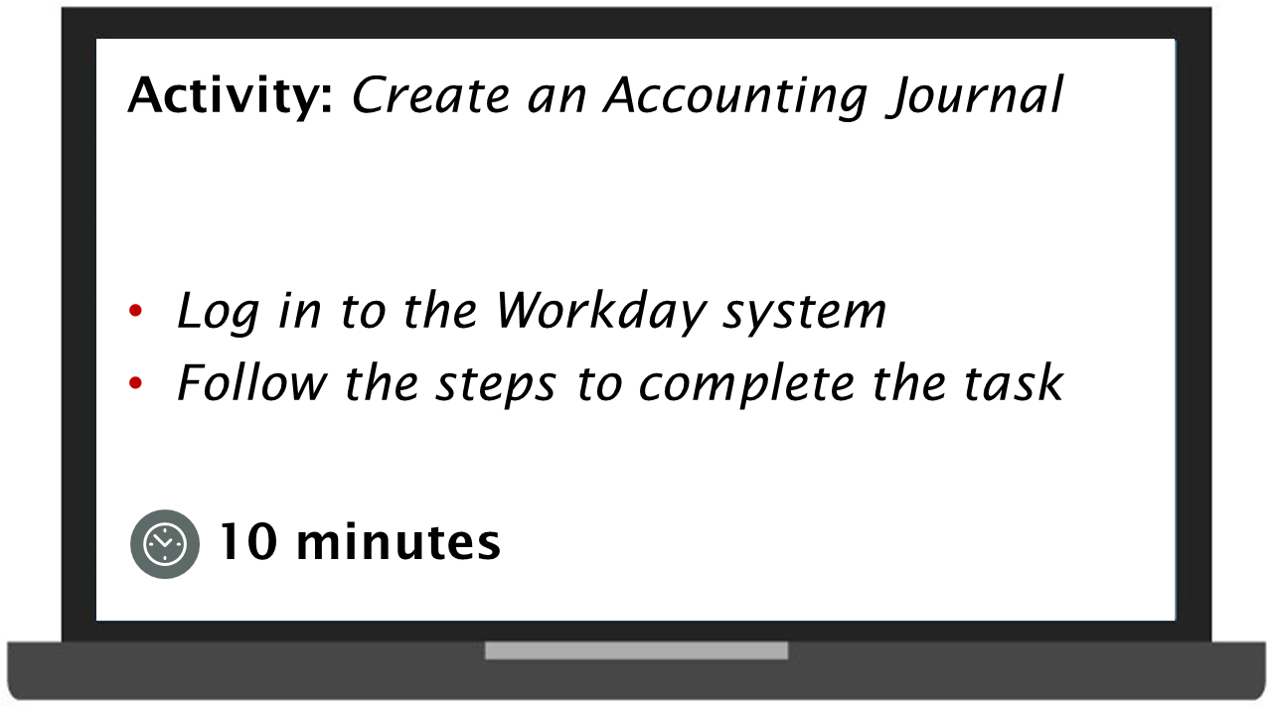 Activity: Create an Accounting Journal
• Log in to the Workday system
• Follow the steps to complete the task
10 minutes